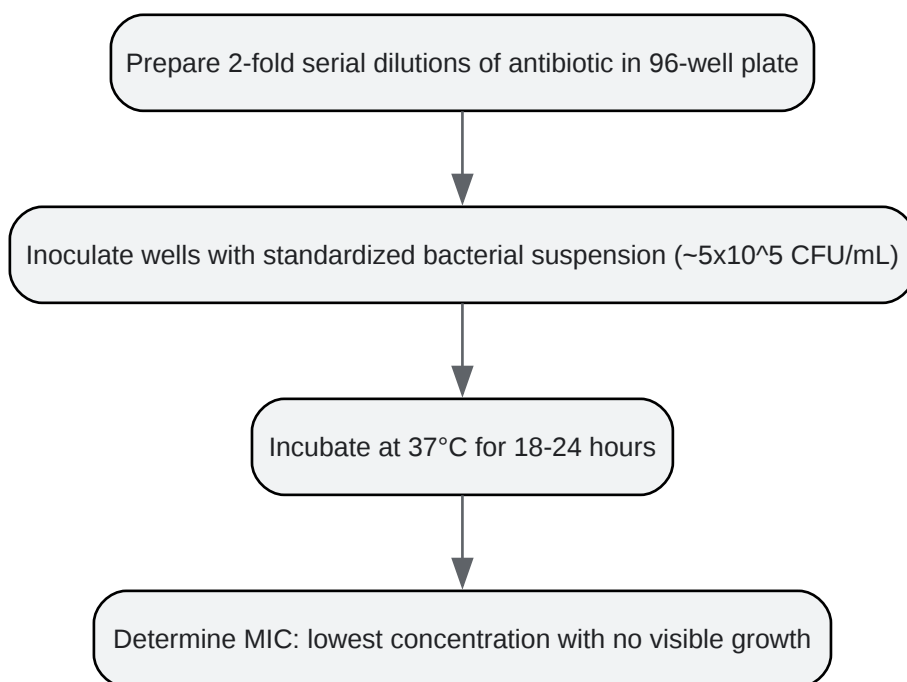 Prepare 2-fold serial dilutions of antibiotic in 96-well plate
Inoculate wells with standardized bacterial suspension (~5x10^5 CFU/mL)
Incubate at 37°C for 18-24 hours
Determine MIC: lowest concentration with no visible growth